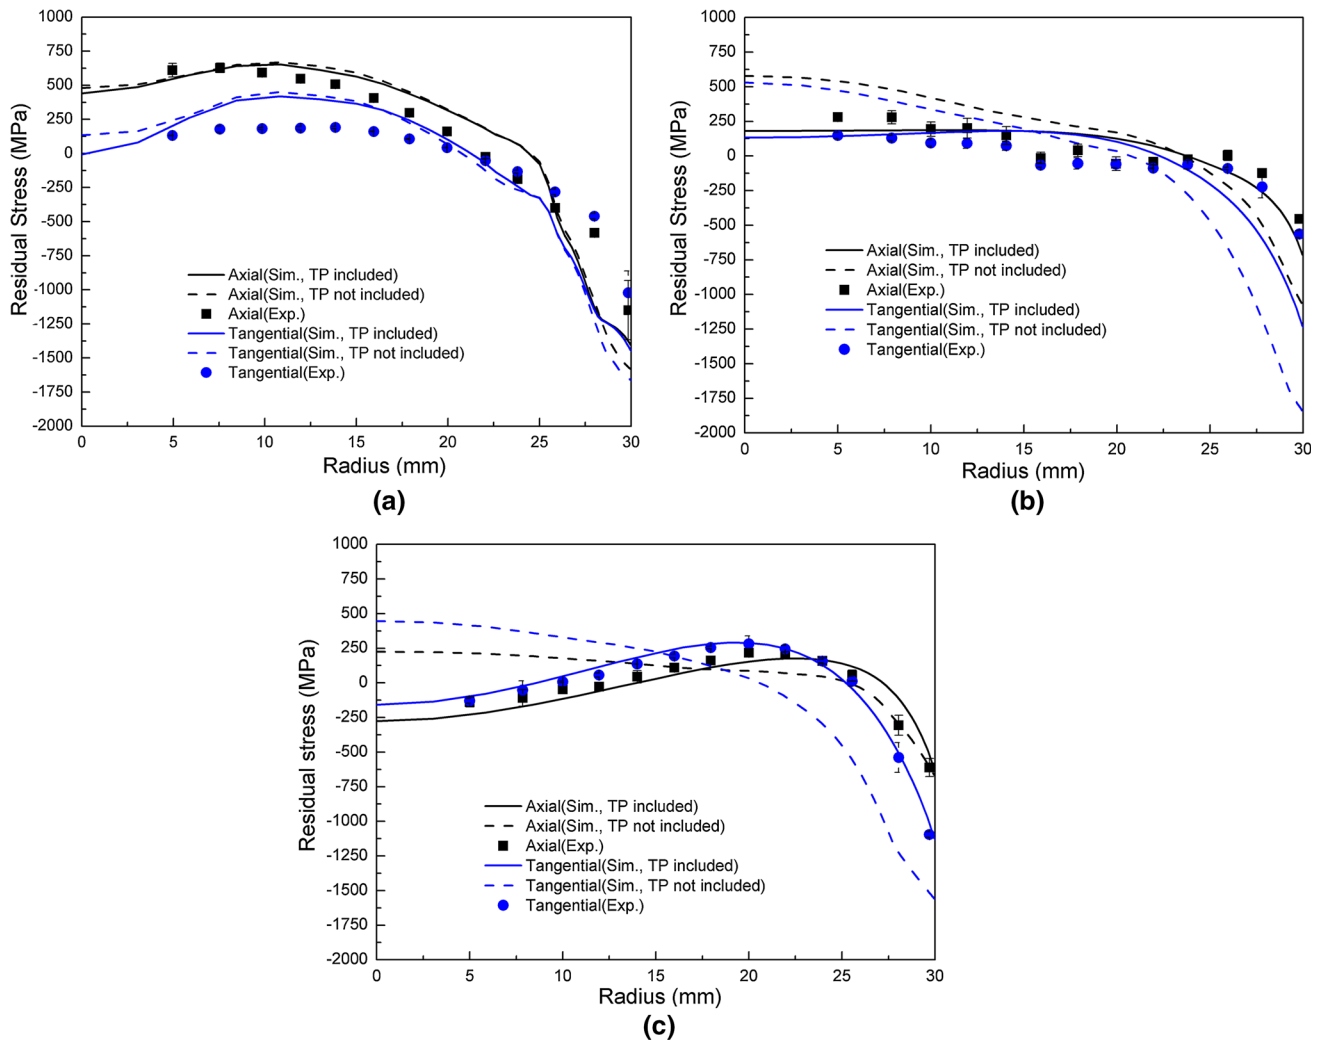 1000
750
500
250
0
-250
-500
-750
-1000
-1250
-1500
-1750
-2000
Residual Stress (MPa)
Axial(Sim., TP included)
Axial(Sim., TP not included)
Axial(Exp.)
Tangential(Sim., TP included)
Tangential(Sim., TP not included)
Tangential(Exp.)
0 5 10 15 20 25 30
Radius (mm)
(a)
1000
750
500
250
0
-250
-500
-750
-1000
-1250
-1500
-1750
-2000
Residual Stress (MPa)
Axial(Sim., TP included)
Axial(Sim., TP not included)
Axial(Exp.)
Tangential(Sim., TP included)
Tangential(Sim., TP not included)
Tangential(Exp.)
0 5 10 15 20 25 30
Radius (mm)
(b)
1000
750
500
250
0
-250
-500
-750
-1000
-1250
-1500
-1750
-2000
Residual stress (MPa)
Axial(Sim., TP included)
Axial(Sim., TP not included)
Axial(Exp.)
Tangential(Sim., TP included)
Tangential(Sim., TP not included)
Tangential(Exp.)
0 5 10 15 20 25 30
Radius (mm)
(c)